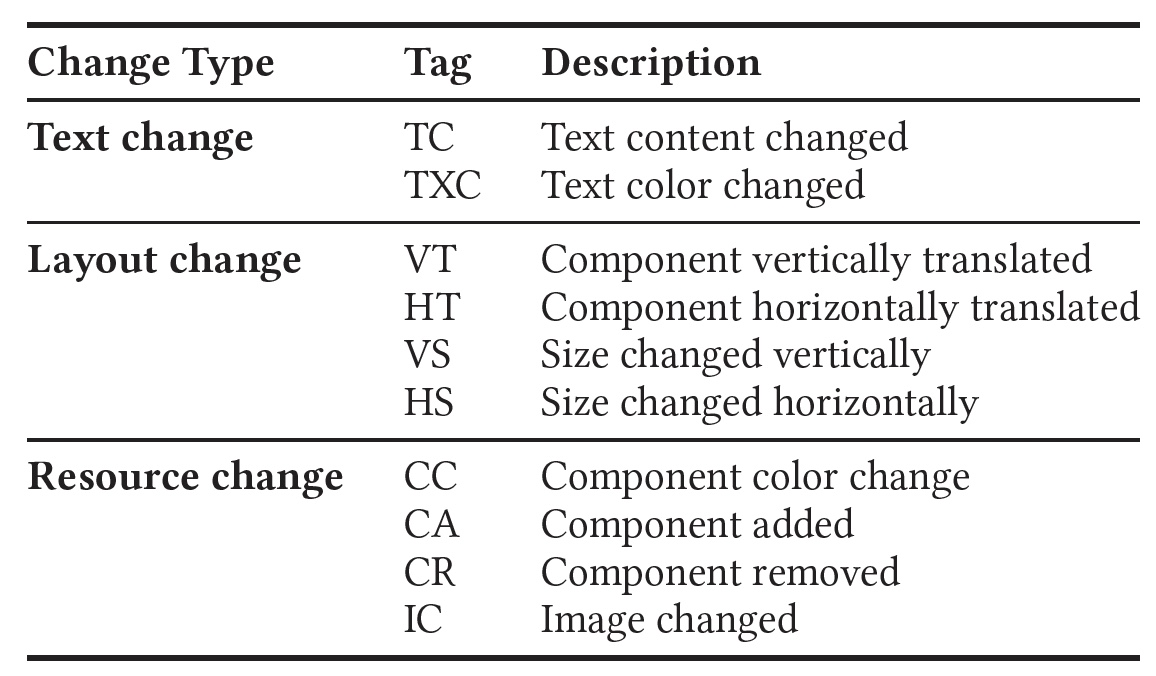 Change Type Tag Description
Text change TC Text content changed
TXC Text color changed
Layout change VT Component vertically translated
HT Component horizontally translated
VS Size changed vertically
HS Size changed horizontally
Resource change CC Component color change
CA Component added
CR Component removed
IC Image changed